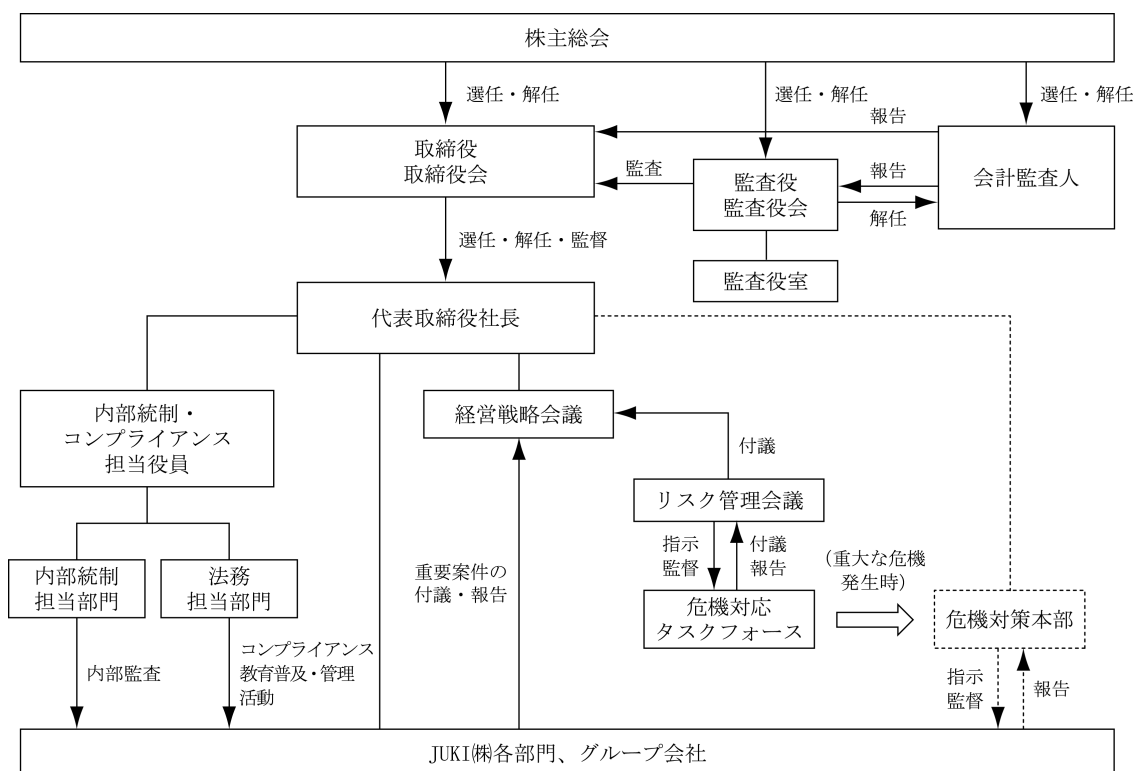 株主総会
選任・解任
選任・解任
選任・解任
報告
取締役
取締役会
監査
監査役
監査役会
報告
解任
会計監査人
選任・解任・監督
監査役室
代表取締役社長
内部統制・
コンプライアンス
担当役員
経営戦略会議
付議
リスク管理会議
指示
監督
付議
報告
(重大な危機
発生時)
内部統制
担当部門
法務
担当部門
重要案件の
付議・報告
危機対応
タスクフォース
危機対策本部
内部監査
コンプライアンス
教育普及・管理
活動
指示
監督
報告
JUKI㈱各部門、グループ会社